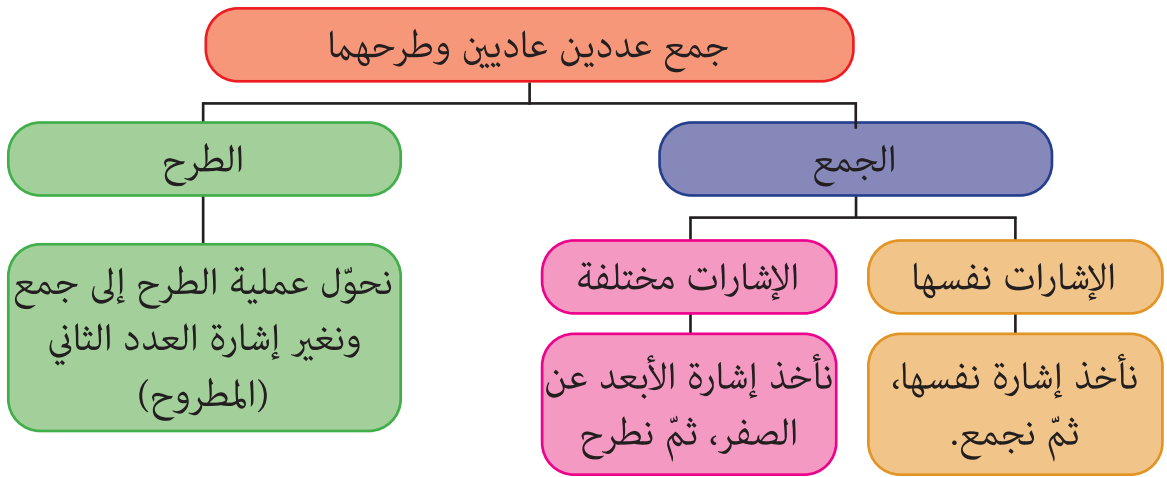 جمع عددين عاديين وطرحهما
الجمع
الطرح
الإشارات نفسها
الإشارات مختلفة
نأخذ إشارة نفسها،
ثمّ نجمع.
نأخذ إشارة الأبعد عن
الصفر، ثمّ نطرح
نحوّل عملية الطرح إلى جمع
ونغير إشارة العدد الثاني
(المطروح)